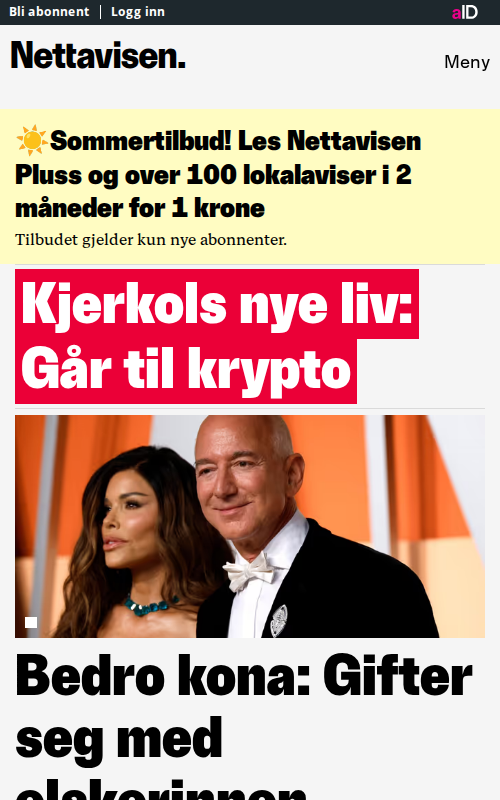 Bli abonnent | Logg inn
aID
Nettavisen.
Meny
☀️Sommertilbud! Les Nettavisen
Pluss og over 100 lokalaviser i 2
måneder for 1 krone
Tilbudet gjelder kun nye abonnenter.
Kjerkols nye liv:
Går til krypto
Bedro kona: Gifter
seg med
elskerinnen